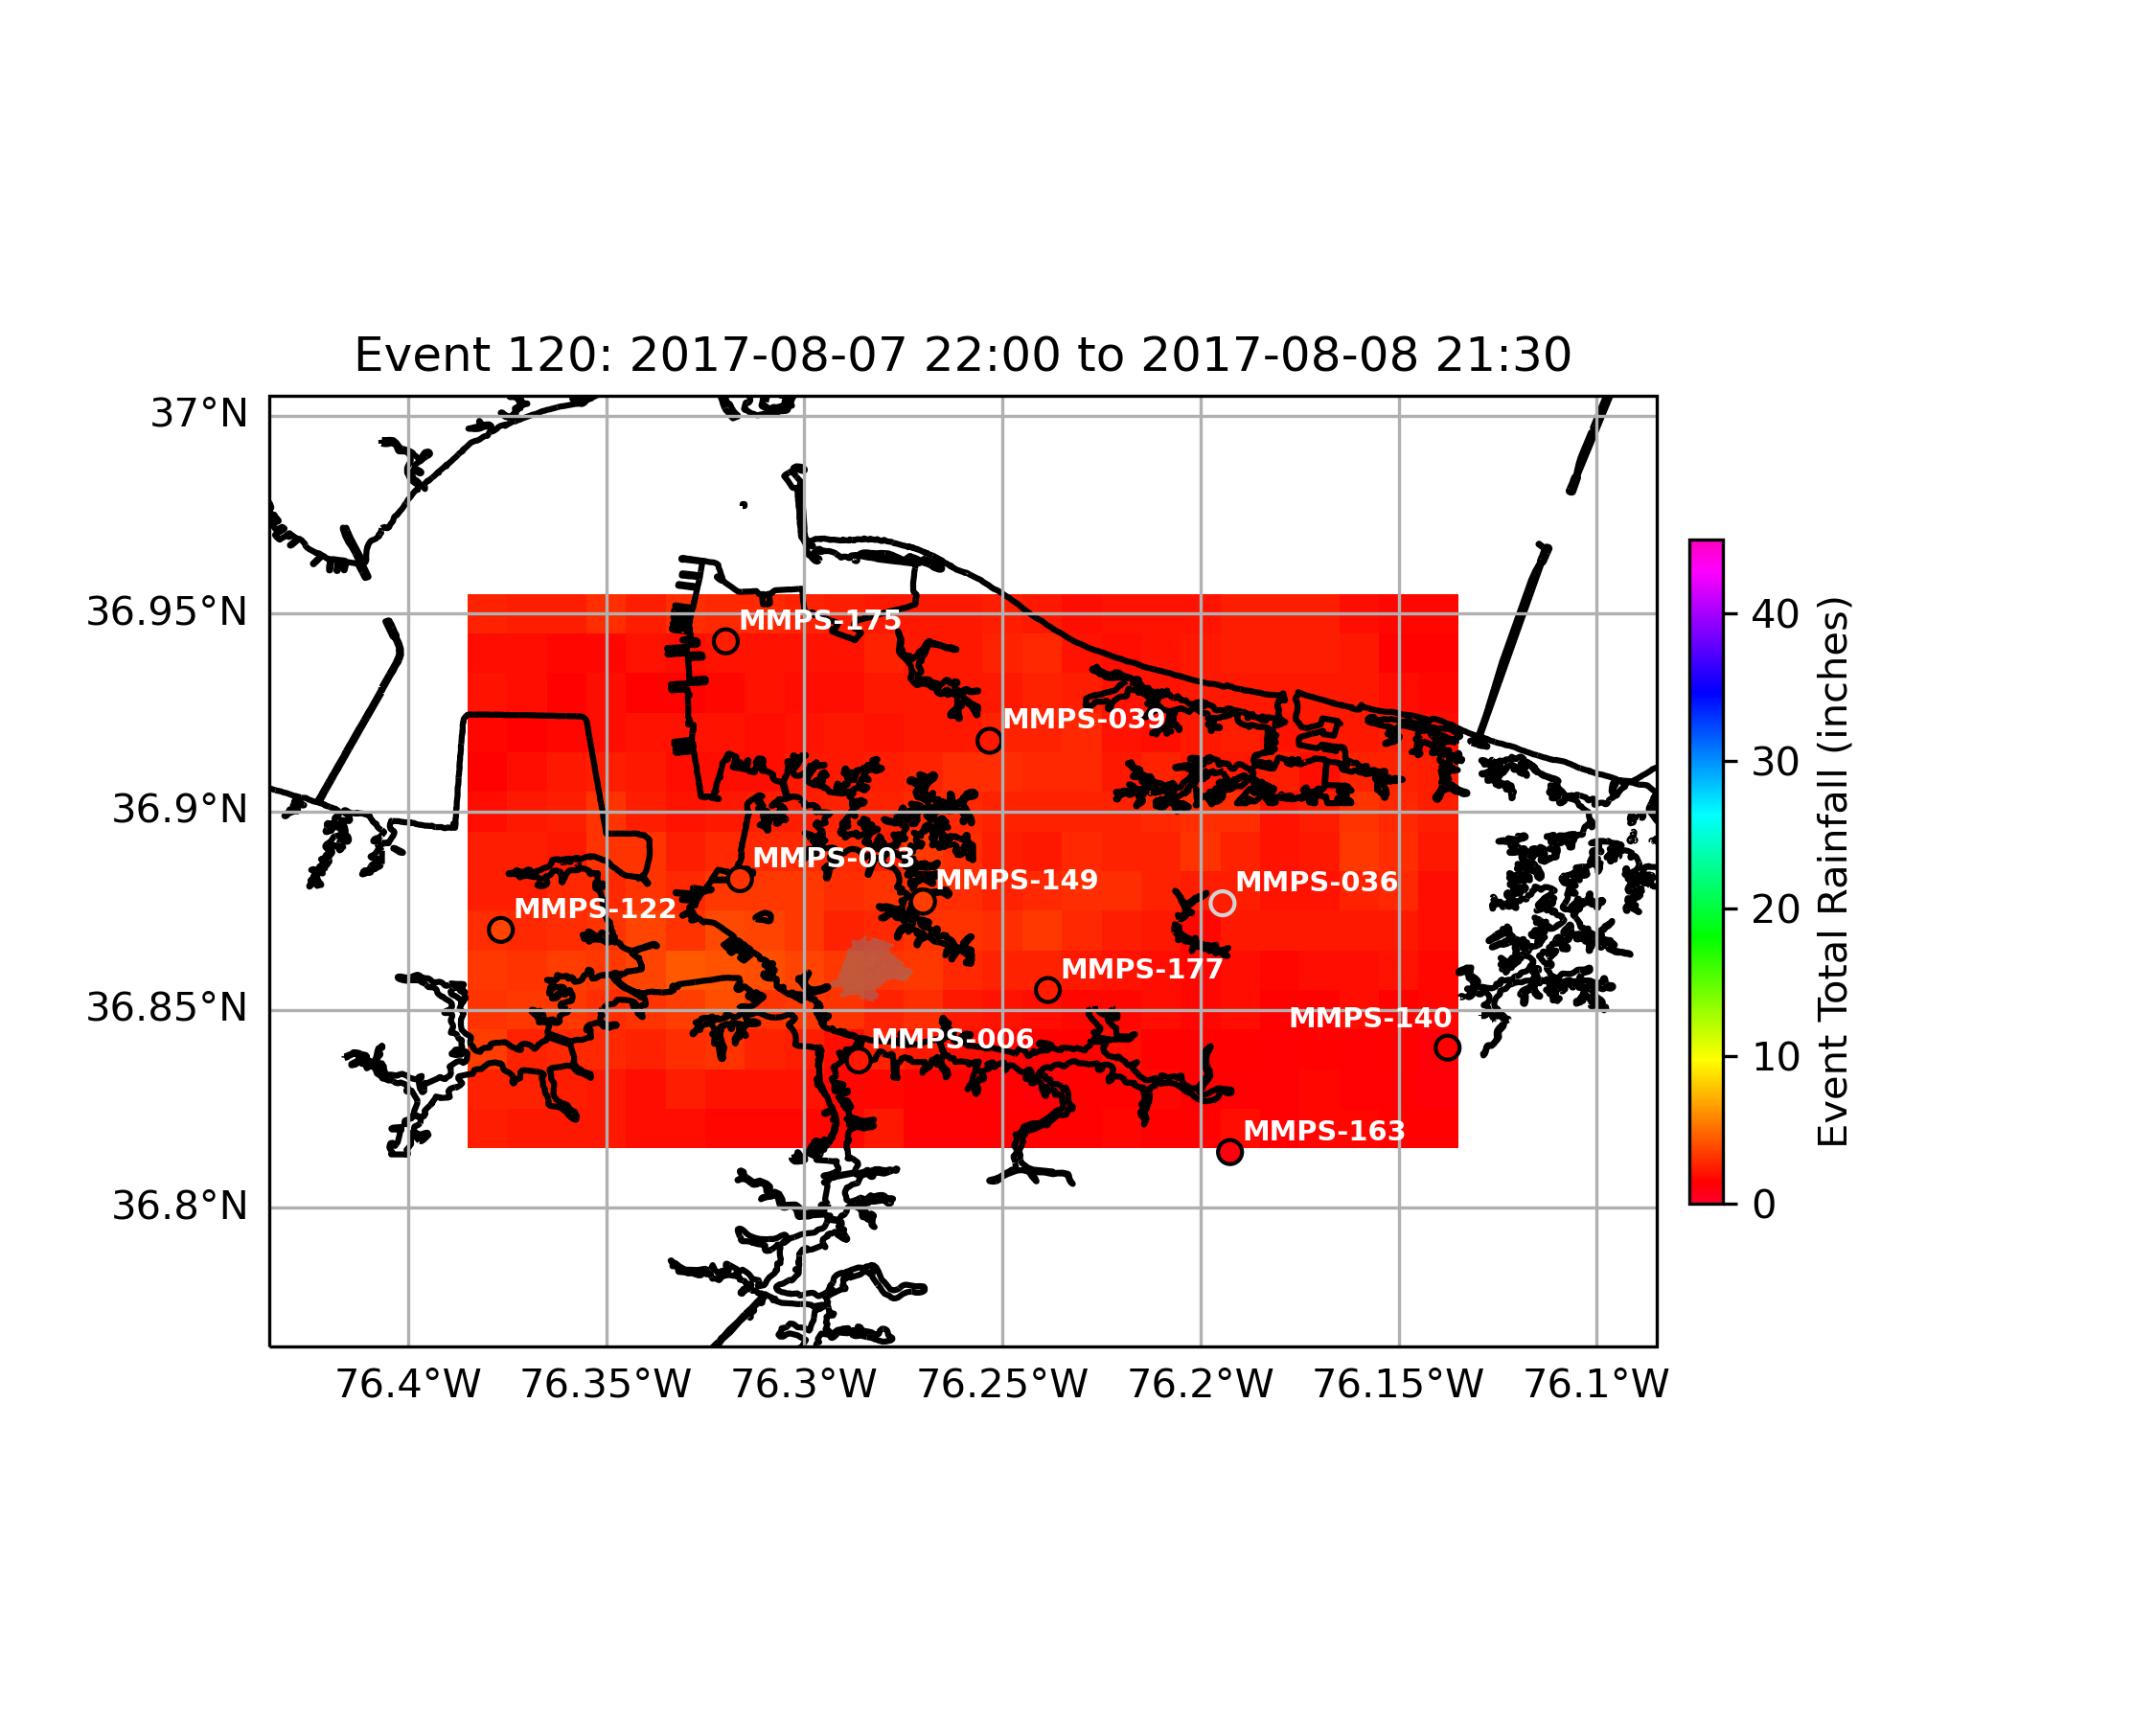 Event 120: 2017-08-07 22:00 to 2017-08-08 21:30
37°N
36.95°N
36.9°N
36.85°N
36.8°N
MMPS-175
MMPS-039
MMPS-003
MMPS-149
MMPS-036
MMPS-122
MMPS-177
MMPS-140
MMPS-006
MMPS-163
76.4°W 76.35°W 76.3°W 76.25°W 76.2°W 76.15°W 76.1°W
40
30
20
10
0
Event Total Rainfall (inches)